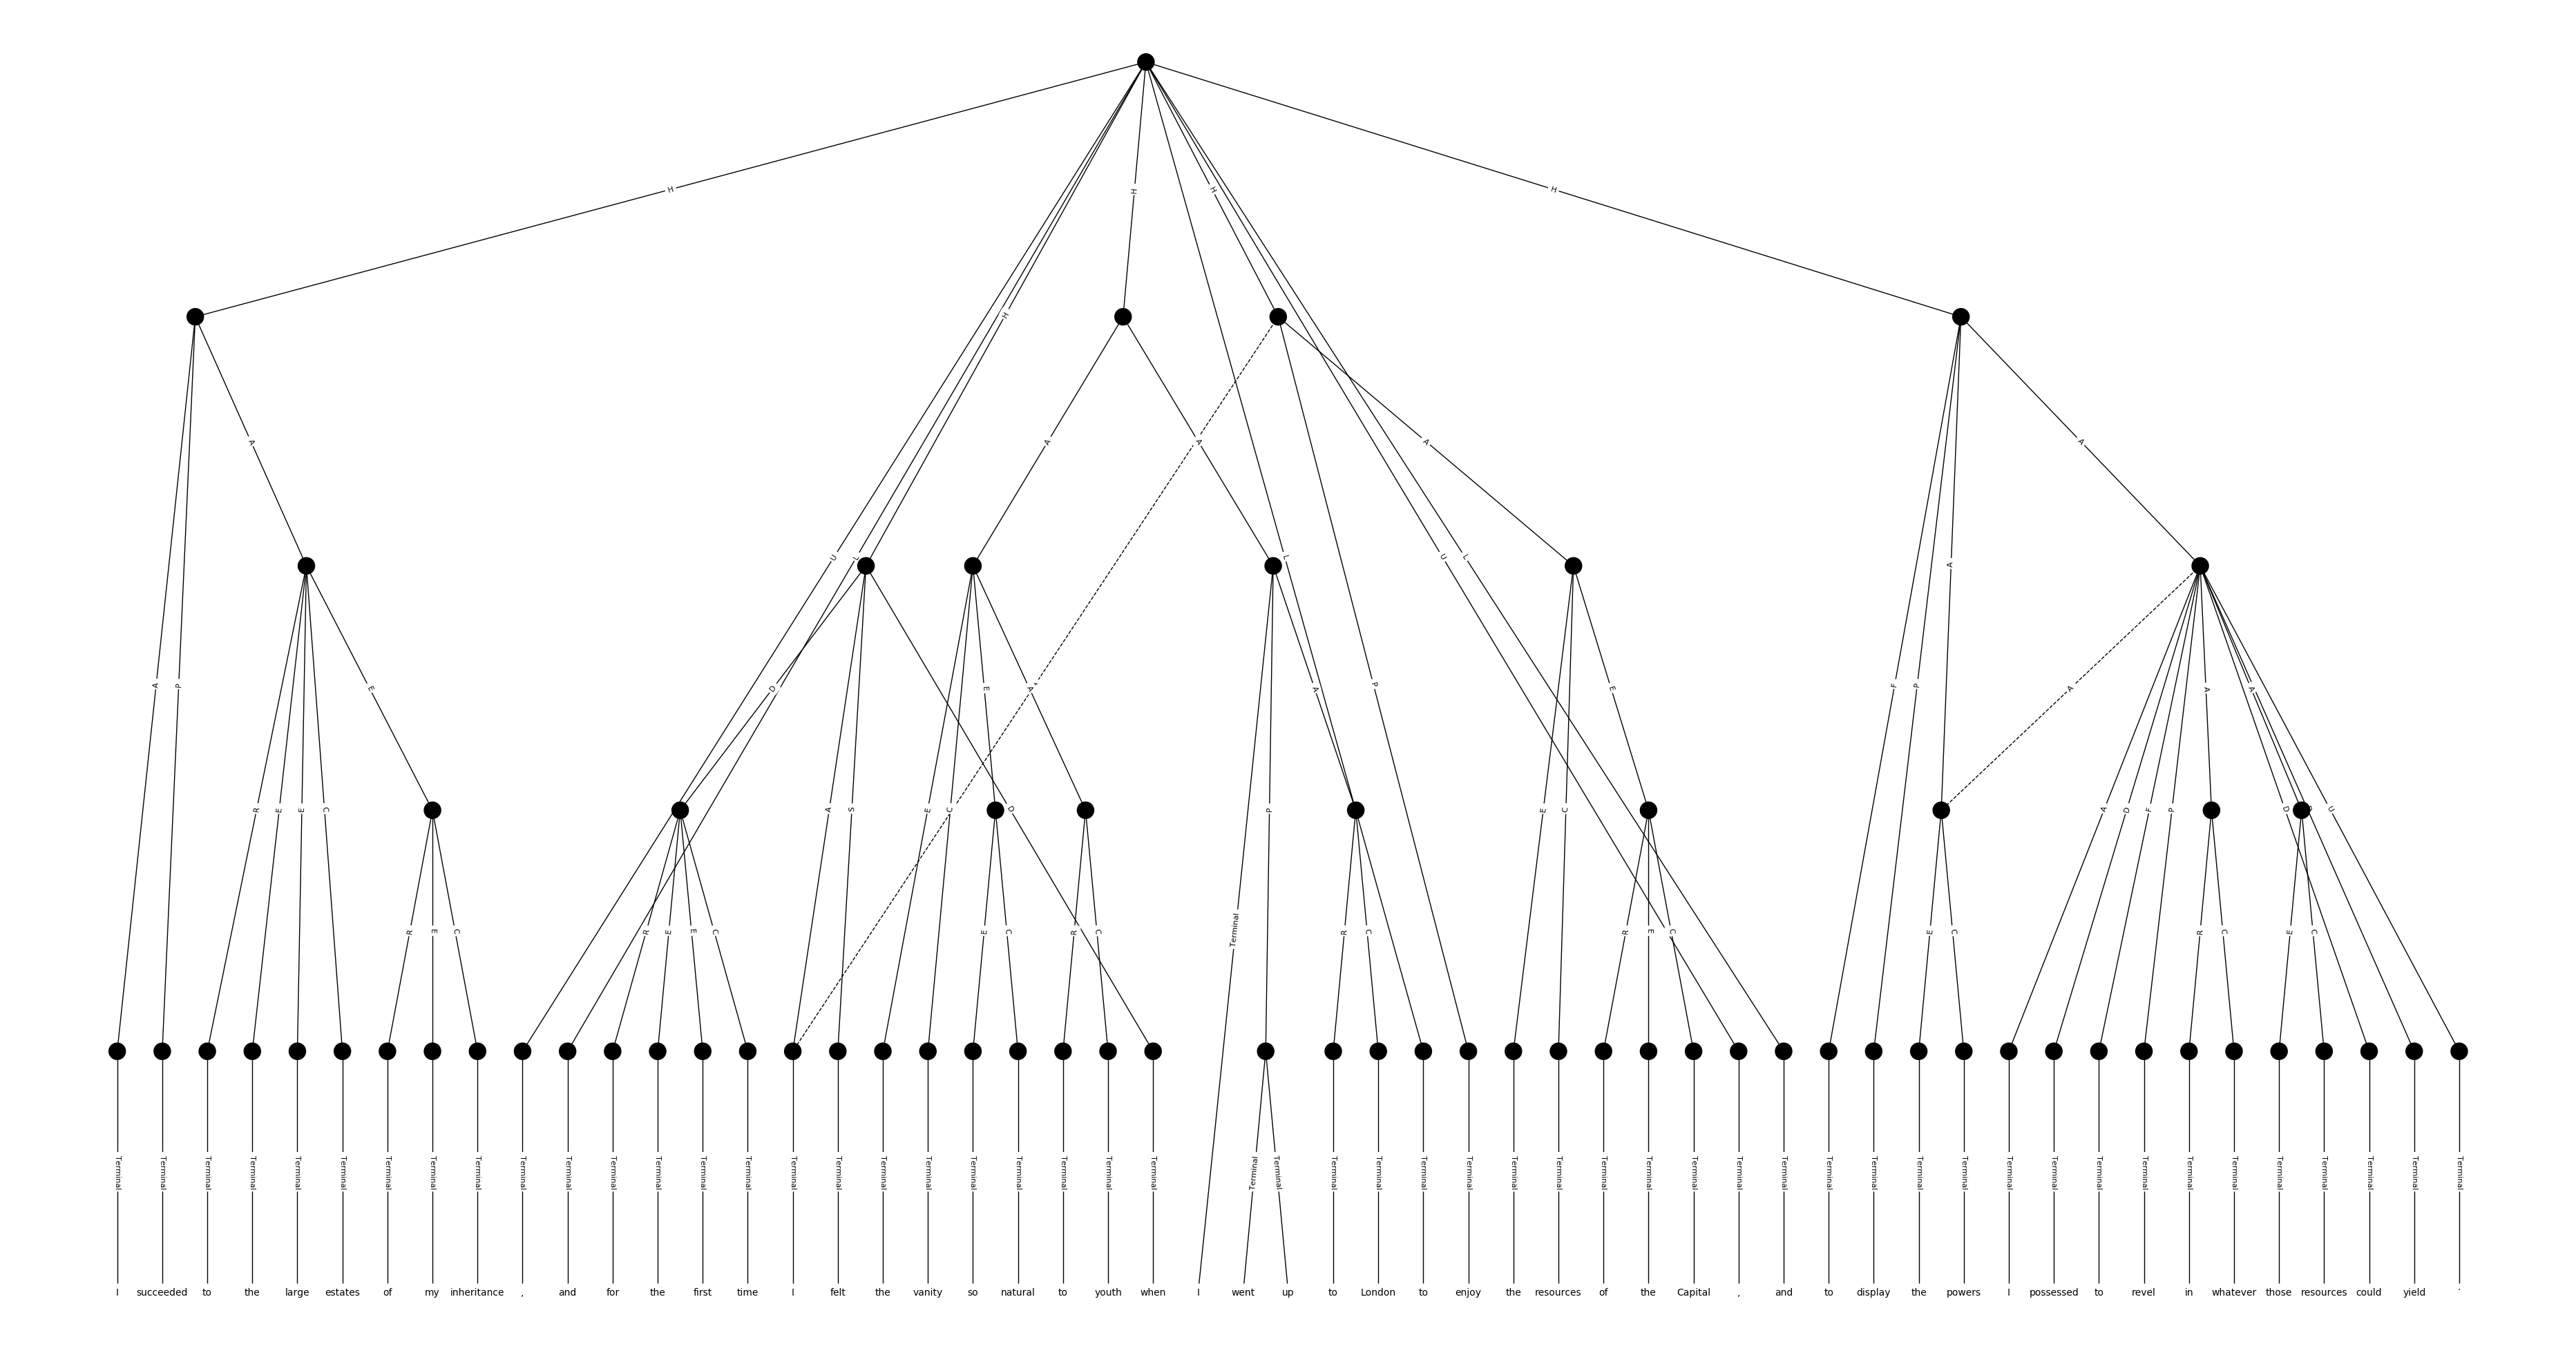 H H H H
H
A A A A A
U L L U L A
A P E D E A A P E A A A A
R E E C A S E C D P E C A D F P D P U
F P
R E C R E E C E C R C Terminal R C R E C E C R C E C
Terminal Terminal Terminal Terminal Terminal Terminal Terminal Terminal Terminal Terminal Terminal Terminal Terminal Terminal Terminal Terminal Terminal Terminal Terminal Terminal Terminal Terminal Terminal Terminal Terminal Terminal Terminal Terminal Terminal Terminal Terminal Terminal Terminal Terminal Terminal Terminal Terminal Terminal Terminal Terminal Terminal Terminal Terminal Terminal Terminal Terminal Terminal Terminal Terminal Terminal Terminal Terminal
I succeeded to the large estates of my inheritance , and for the first time I felt the vanity so natural to youth when I went up to London to enjoy the resources of the Capital , and to display the powers I possessed to revel in whatever those resources could yield .